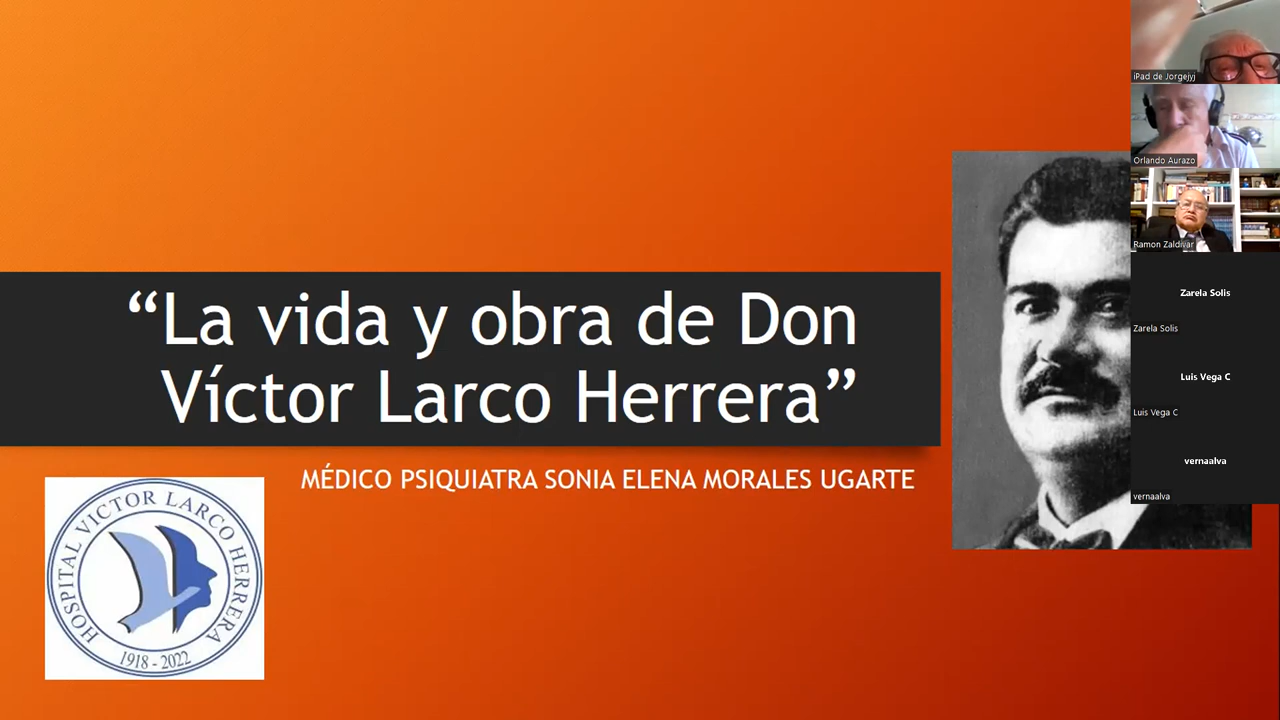 “La vida y obra de Don
Víctor Larco Herrera”
MÉDICO PSIQUIATRA SONIA ELENA MORALES UGARTE
HOSPITAL VICTOR LARCO HERRERA
1918 - 2022
iPad de Jorgejyj
Orlando Aurazo
Ramon Zaldivar
Zarela Solis
Zarela Solis
Luis Vega C
Luis Vega C
vernaalva
vernaalva